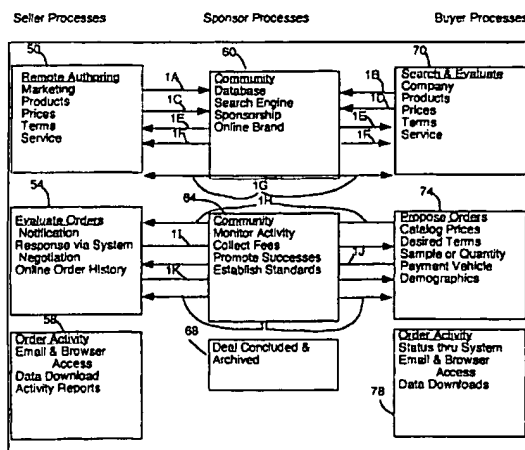 Seller Processes Sponsor Processes Buyer Processes
50 60 70
Remote Authoring
Marketing
Products
Prices
Terms
Service
1A
1C
1E
1F
Community
Database
Search Engine
Sponsorship
Online Brand
1B
1D
1E
1F
Search & Evaluate
Company
Products
Prices
Terms
Service
1G
1H
54 64 74
Evaluate Orders
Notification
Response via System
Negotiation
Online Order History
1I
1K
Community
Monitor Activity
Collect Fees
Promote Successes
Establish Standards
1J
Propose Orders
Catalog Prices
Desired Terms
Sample or Quantity
Payment Vehicle
Demographics
58 68 78
Order Activity
Email & Browser
Access
Data Download
Activity Reports
Deal Concluded &
Archived
Order Activity
Status thru System
Email & Browser
Access
Data Downloads